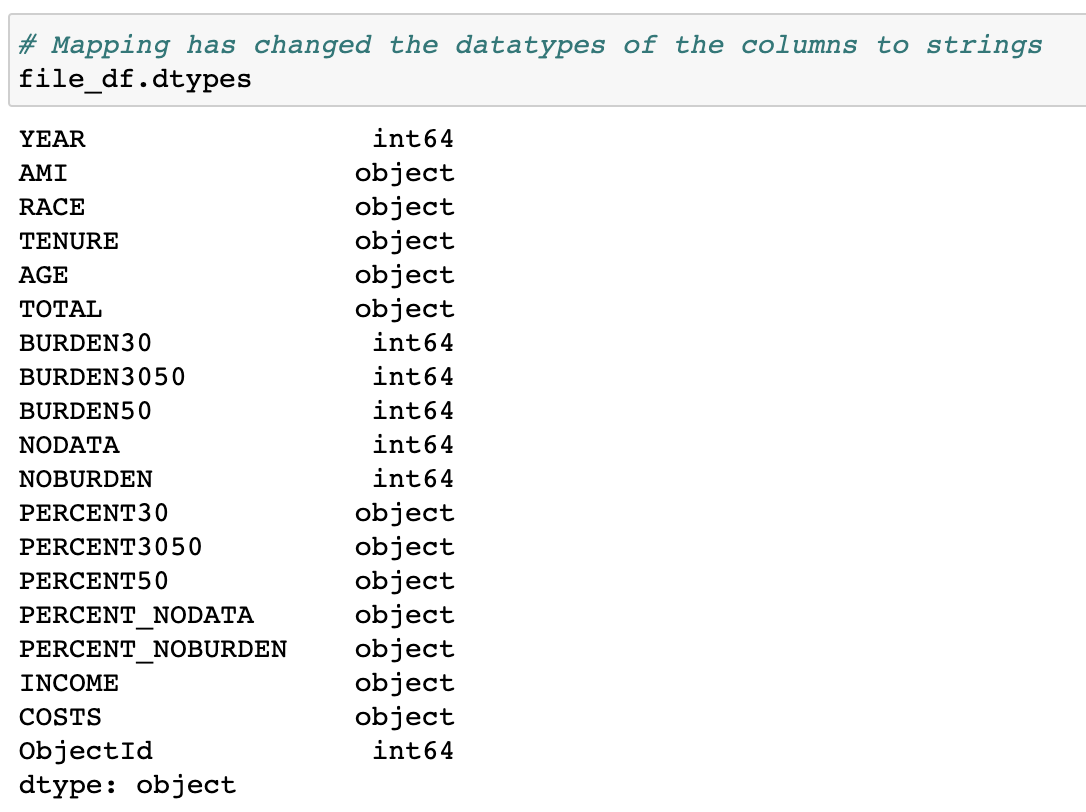 # Mapping has changed the datatypes of the columns to strings
file_df.dtypes
YEAR int64
AMI object
RACE object
TENURE object
AGE object
TOTAL object
BURDEN30 int64
BURDEN3050 int64
BURDEN50 int64
NODATA int64
NOBURDEN int64
PERCENT30 object
PERCENT3050 object
PERCENT50 object
PERCENT_NODATA object
PERCENT_NOBURDEN object
INCOME object
COSTS object
ObjectId int64
dtype: object